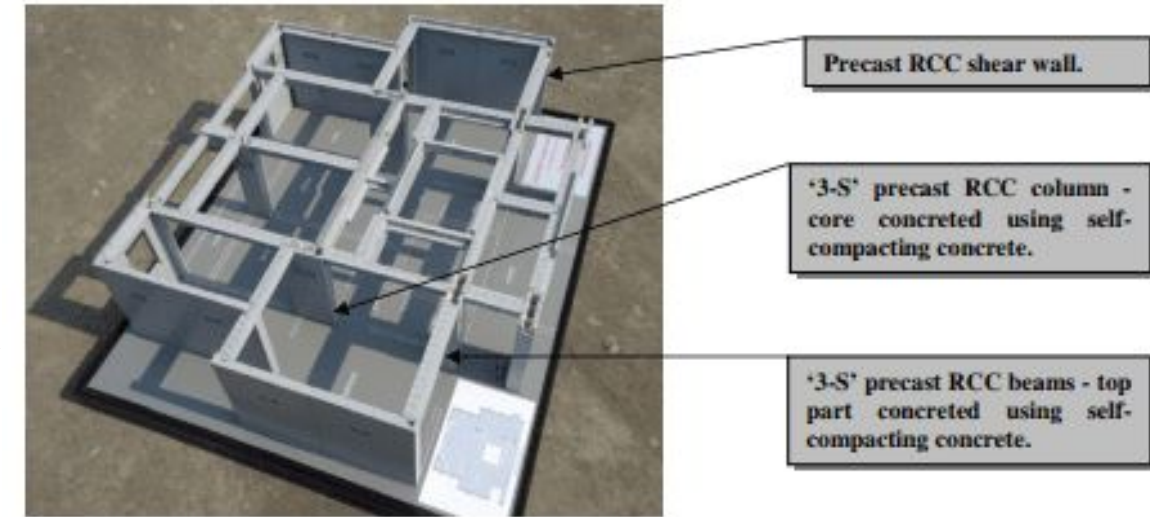 Precast RCC shear wall.
‘3-S’ precast RCC column -
core concreted using self-
compacting concrete.
‘3-S’ precast RCC beams - top
part concreted using self-
compacting concrete.